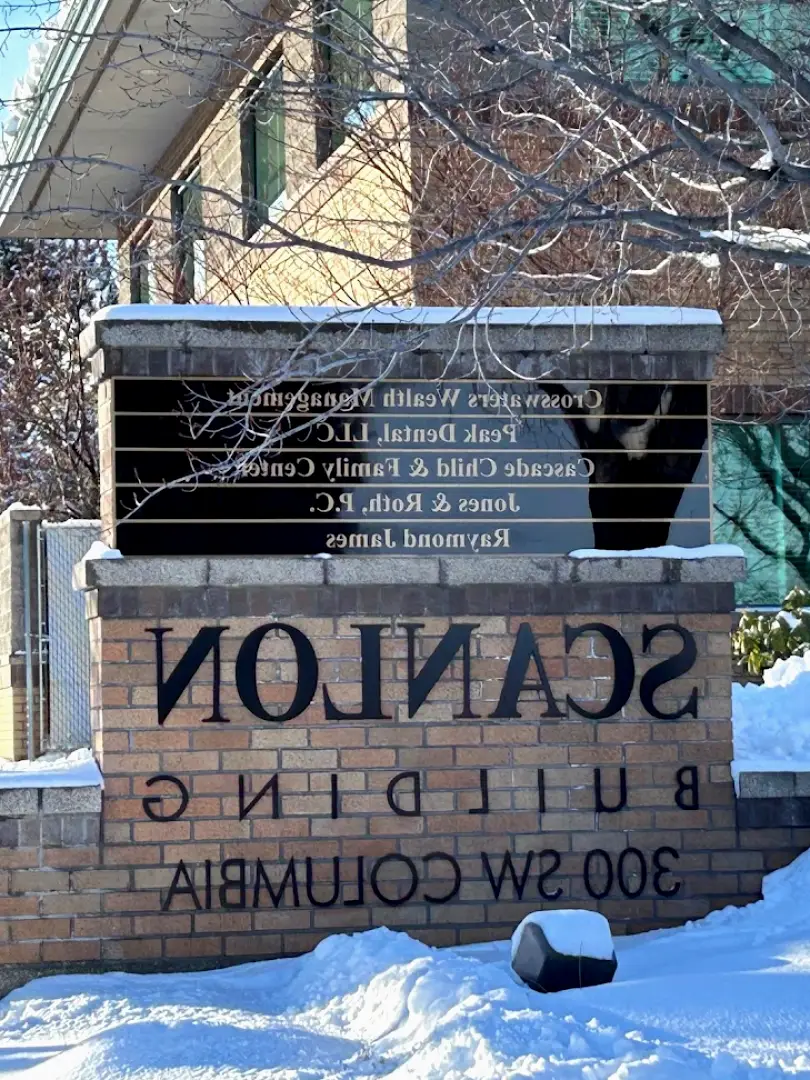 Crosswaters Wealth Management
Peak Dental, LLC
Cascade Child & Family Center
Jones & Roth, P.C.
Raymond James
SCANLON
BUILDING
300 SW COLUMBIA